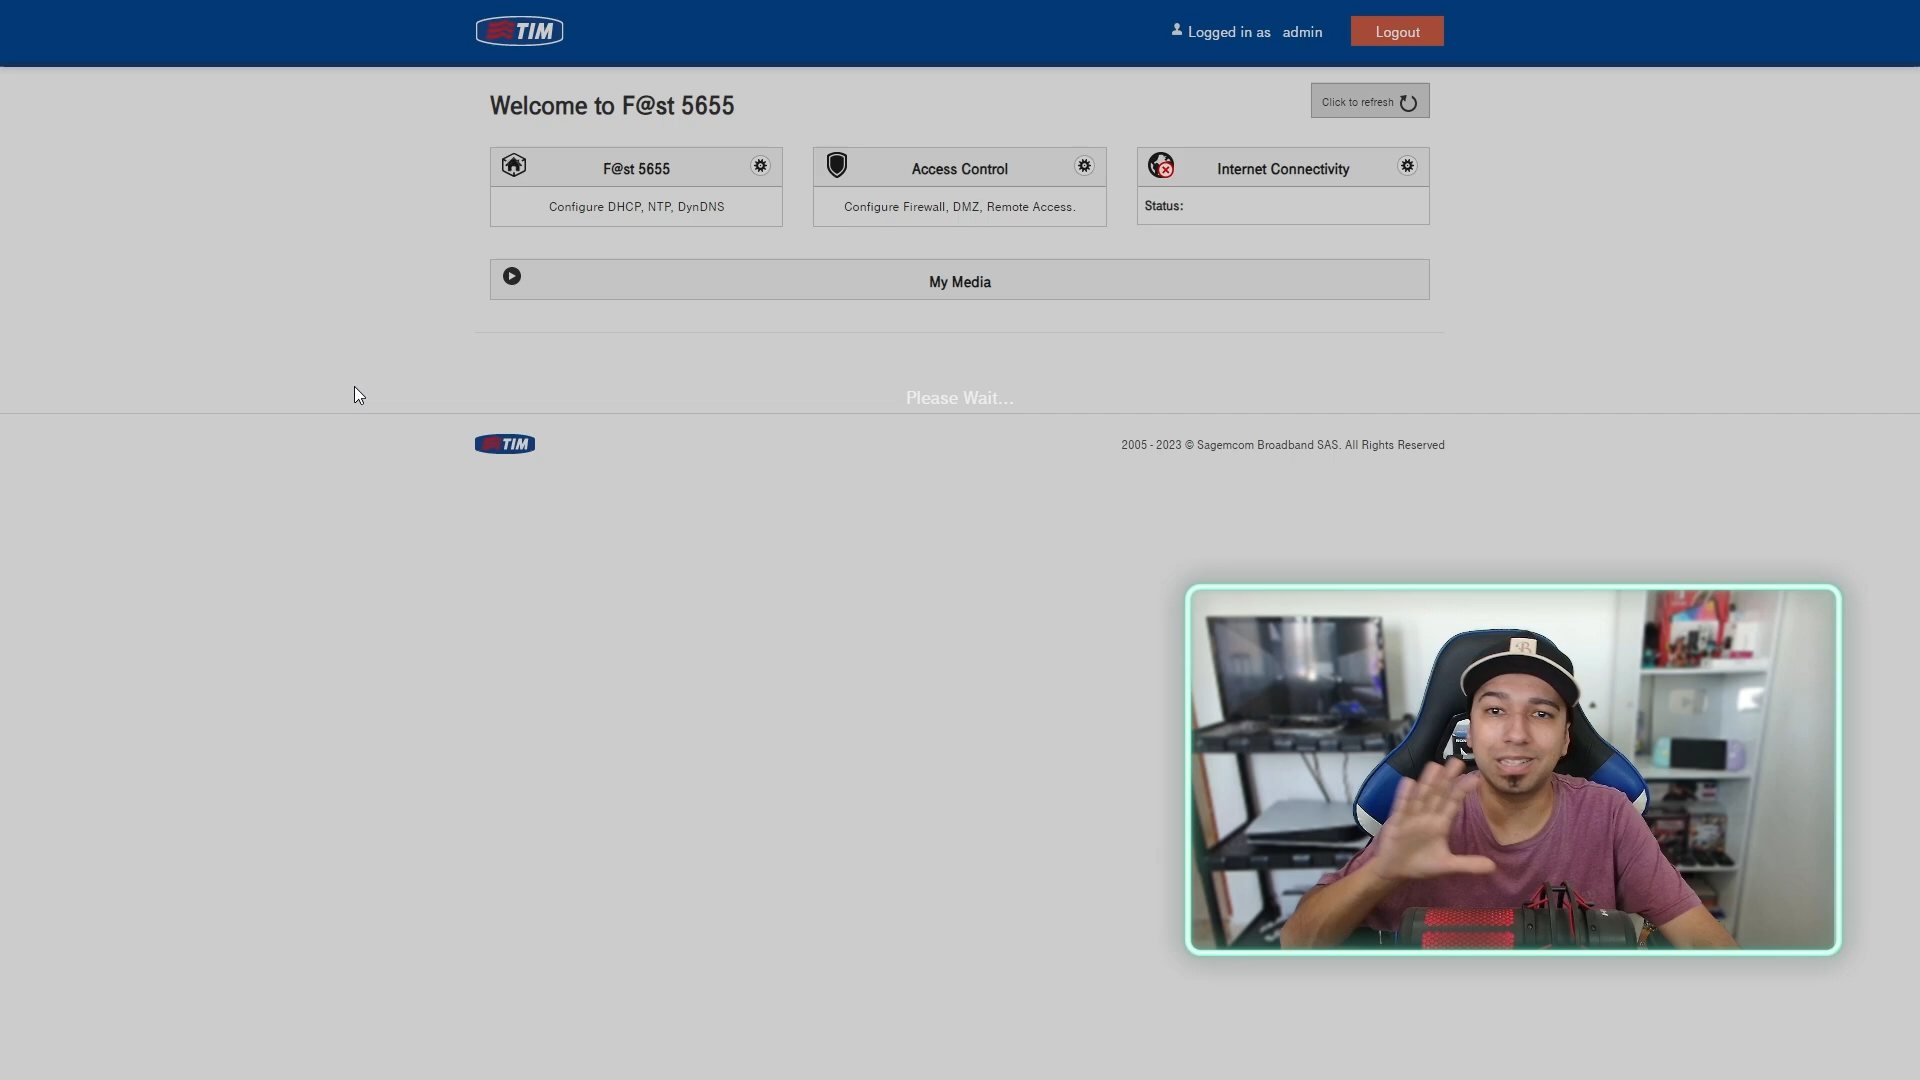 TIM
Logged in as admin
Logout
Welcome to F@st 5655
Click to refresh
F@st 5655
Access Control
Internet Connectivity
Configure DHCP, NTP, DynDNS
Configure Firewall, DMZ, Remote Access.
Status:
My Media
Please Wait...
TIM
2005 - 2023 © Sagemcom Broadband SAS. All Rights Reserved